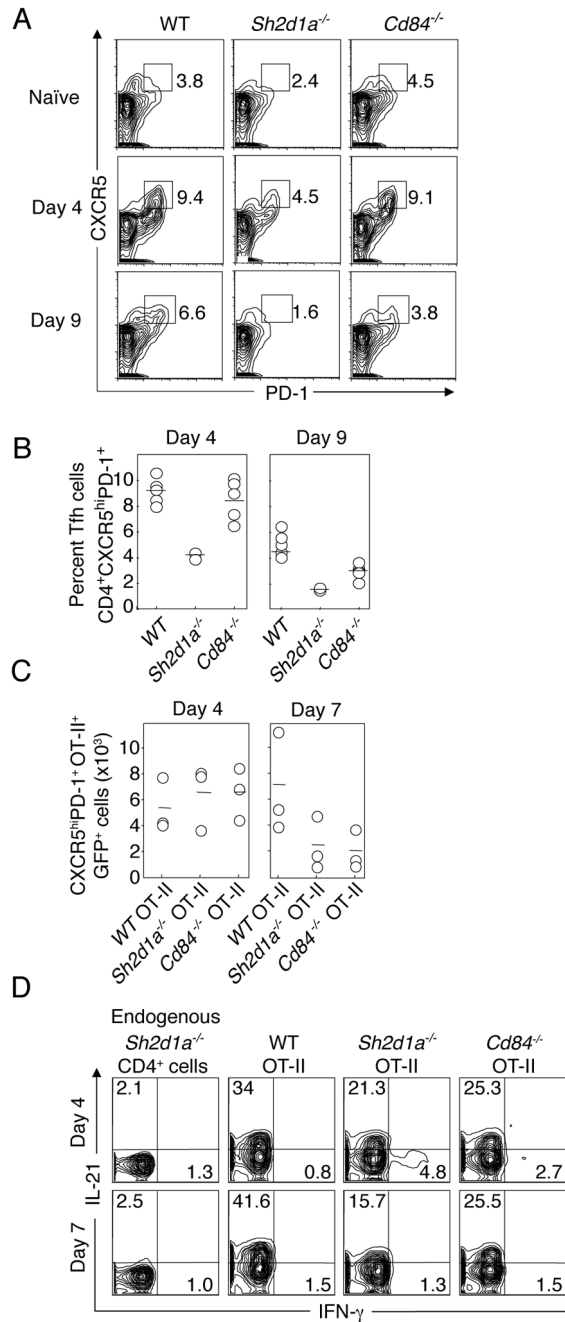 A
WT Sh2d1a-/- Cd84-/-
Naïve 3.8 2.4 4.5
Day 4 9.4 4.5 9.1
Day 9 6.6 1.6 3.8
CXCR5
PD-1
B
Day 4 Day 9
Percent Tfh cells
CD4+CXCR5hiPD-1+
10
8
6
4
2
0
WT Sh2d1a-/- Cd84-/- WT Sh2d1a-/- Cd84-/-
C
Day 4 Day 7
CXCR5hiPD-1+ OT-II+
GFP+ cells (x10³)
10
8
6
4
2
0
WT OT-II Sh2d1a-/- OT-II Cd84-/- OT-II WT OT-II Sh2d1a-/- OT-II Cd84-/- OT-II
D
Endogenous
Sh2d1a-/- WT Sh2d1a-/- Cd84-/-
CD4+ cells OT-II OT-II OT-II
Day 4
2.1 34 21.3 25.3
1.3 0.8 4.8 2.7
IL-21
Day 7
2.5 41.6 15.7 25.5
1.0 1.5 1.3 1.5
IFN-γ